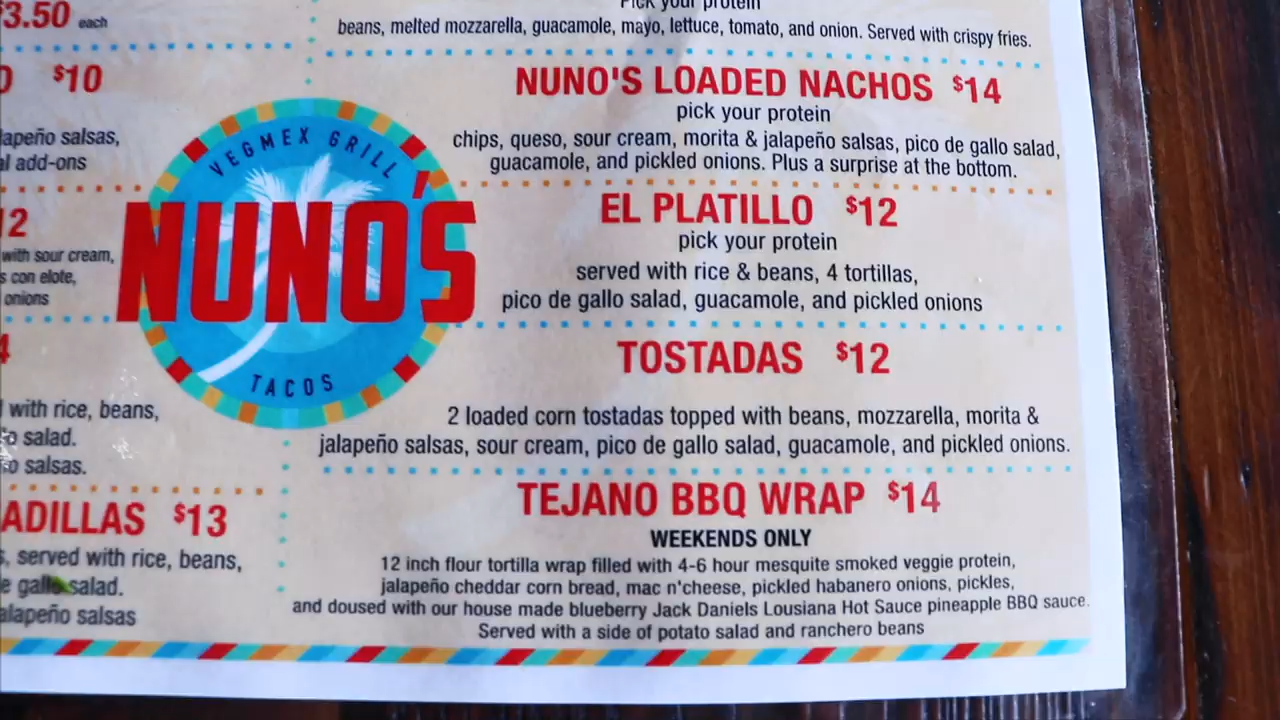 $3.50 each
$10
lapeño salsas,
add-ons
with sour cream,
con elote,
onions
with rice, beans,
salad.
salsas.
ADILLAS $13
served with rice, beans,
gallo salad.
alapeño salsas
VEGMEX GRILL
NUNO'S
TACOS
Pick your protein
beans, melted mozzarella, guacamole, mayo, lettuce, tomato, and onion. Served with crispy fries.
NUNO'S LOADED NACHOS $14
pick your protein
chips, queso, sour cream, morita & jalapeño salsas, pico de gallo salad,
guacamole, and pickled onions. Plus a surprise at the bottom.
EL PLATILLO $12
pick your protein
served with rice & beans, 4 tortillas,
pico de gallo salad, guacamole, and pickled onions
TOSTADAS $12
2 loaded corn tostadas topped with beans, mozzarella, morita &
jalapeño salsas, sour cream, pico de gallo salad, guacamole, and pickled onions.
TEJANO BBQ WRAP $14
WEEKENDS ONLY
12 inch flour tortilla wrap filled with 4-6 hour mesquite smoked veggie protein,
jalapeño cheddar corn bread, mac n'cheese, pickled habanero onions, pickles,
and doused with our house made blueberry Jack Daniels Lousiana Hot Sauce pineapple BBQ sauce.
Served with a side of potato salad and ranchero beans